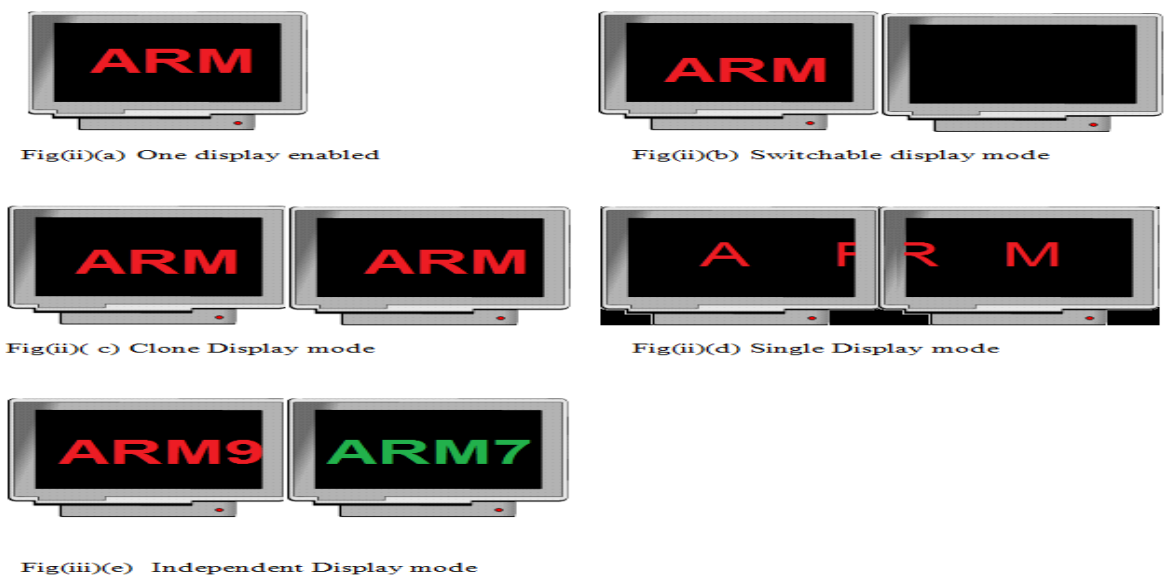 ARM
ARM
Fig(ii)(a) One display enabled
Fig(ii)(b) Switchable display mode
ARM
ARM
A R R M
Fig(ii)( c) Clone Display mode
Fig(ii)(d) Single Display mode
ARM9
ARM7
Fig(iii)(e) Independent Display mode